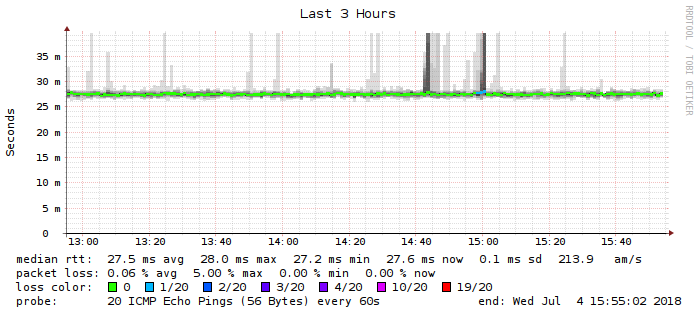 Last 3 Hours
RRDTOOL / TOBI OETIKER
Seconds
35 m
30 m
25 m
20 m
15 m
10 m
5 m
0
13:00 13:20 13:40 14:00 14:20 14:40 15:00 15:20 15:40
median rtt: 27.5 ms avg 28.0 ms max 27.2 ms min 27.6 ms now 0.1 ms sd 213.9 am/s
packet loss: 0.06 % avg 5.00 % max 0.00 % min 0.00 % now
loss color: 0 1/20 2/20 3/20 4/20 10/20 19/20
probe: 20 ICMP Echo Pings (56 Bytes) every 60s end: Wed Jul 4 15:55:02 2018